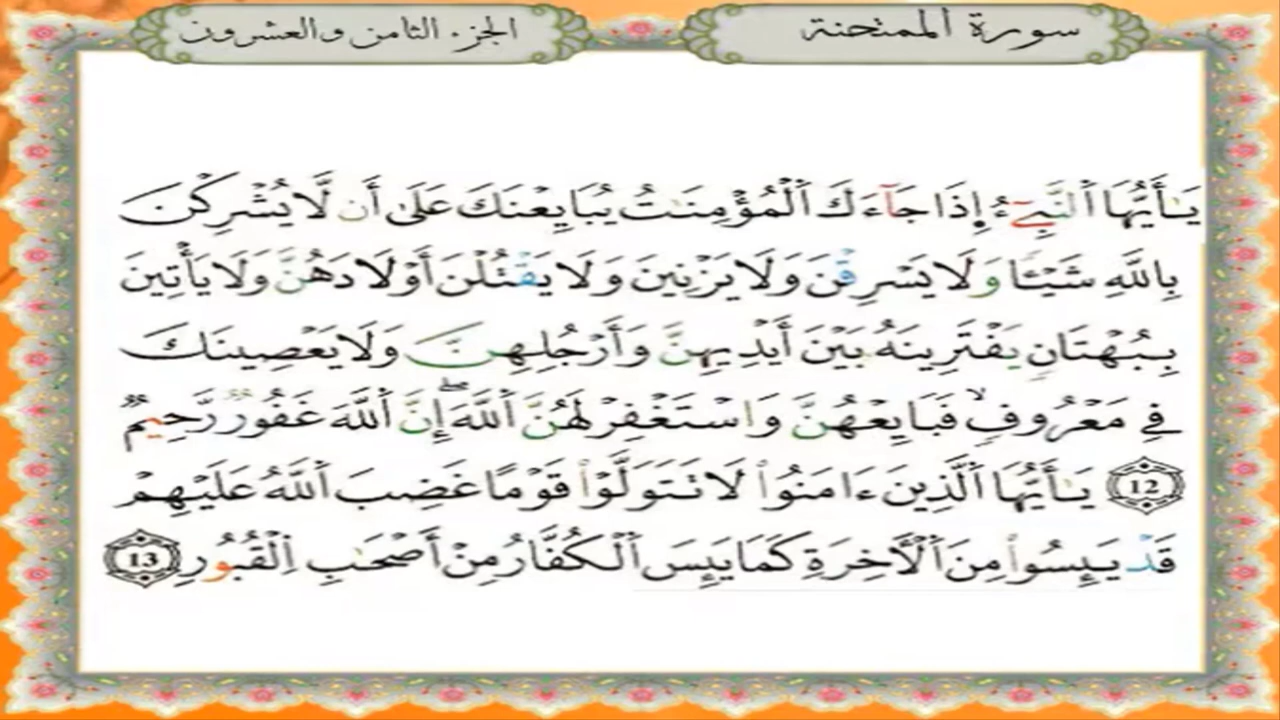 سورة الممتحنة
الجزء الثامن والعشرون
يَـٰٓأَيُّهَا ٱلنَّبِىُّ إِذَا جَآءَكَ ٱلْمُؤْمِنَـٰتُ يُبَايِعْنَكَ عَلَىٰٓ أَن لَّا يُشْرِكْنَ
بِٱللَّهِ شَيْـًٔا وَلَا يَسْرِقْنَ وَلَا يَزْنِينَ وَلَا يَقْتُلْنَ أَوْلَـٰدَهُنَّ وَلَا يَأْتِينَ
بِبُهْتَـٰنٍ يَفْتَرِينَهُۥ بَيْنَ أَيْدِيهِنَّ وَأَرْجُلِهِنَّ وَلَا يَعْصِينَكَ
فِى مَعْرُوفٍ ۙ فَبَايِعْهُنَّ وَٱسْتَغْفِرْ لَهُنَّ ٱللَّهَ ۖ إِنَّ ٱللَّهَ غَفُورٌ رَّحِيمٌ
12 يَـٰٓأَيُّهَا ٱلَّذِينَ ءَامَنُوا۟ لَا تَتَوَلَّوْا۟ قَوْمًا غَضِبَ ٱللَّهُ عَلَيْهِمْ
قَدْ يَئِسُوا۟ مِنَ ٱلْـَٔاخِرَةِ كَمَا يَئِسَ ٱلْكُفَّارُ مِنْ أَصْحَـٰبِ ٱلْقُبُورِ 13